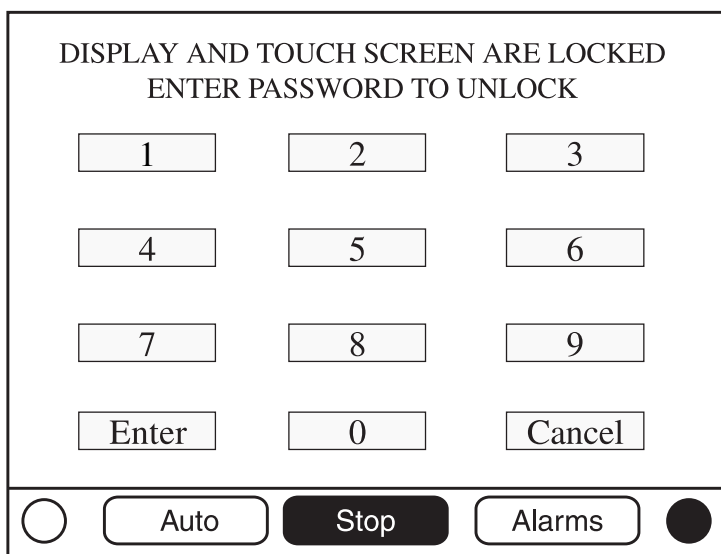 DISPLAY AND TOUCH SCREEN ARE LOCKED
ENTER PASSWORD TO UNLOCK
1 2 3
4 5 6
7 8 9
Enter 0 Cancel
Auto Stop Alarms